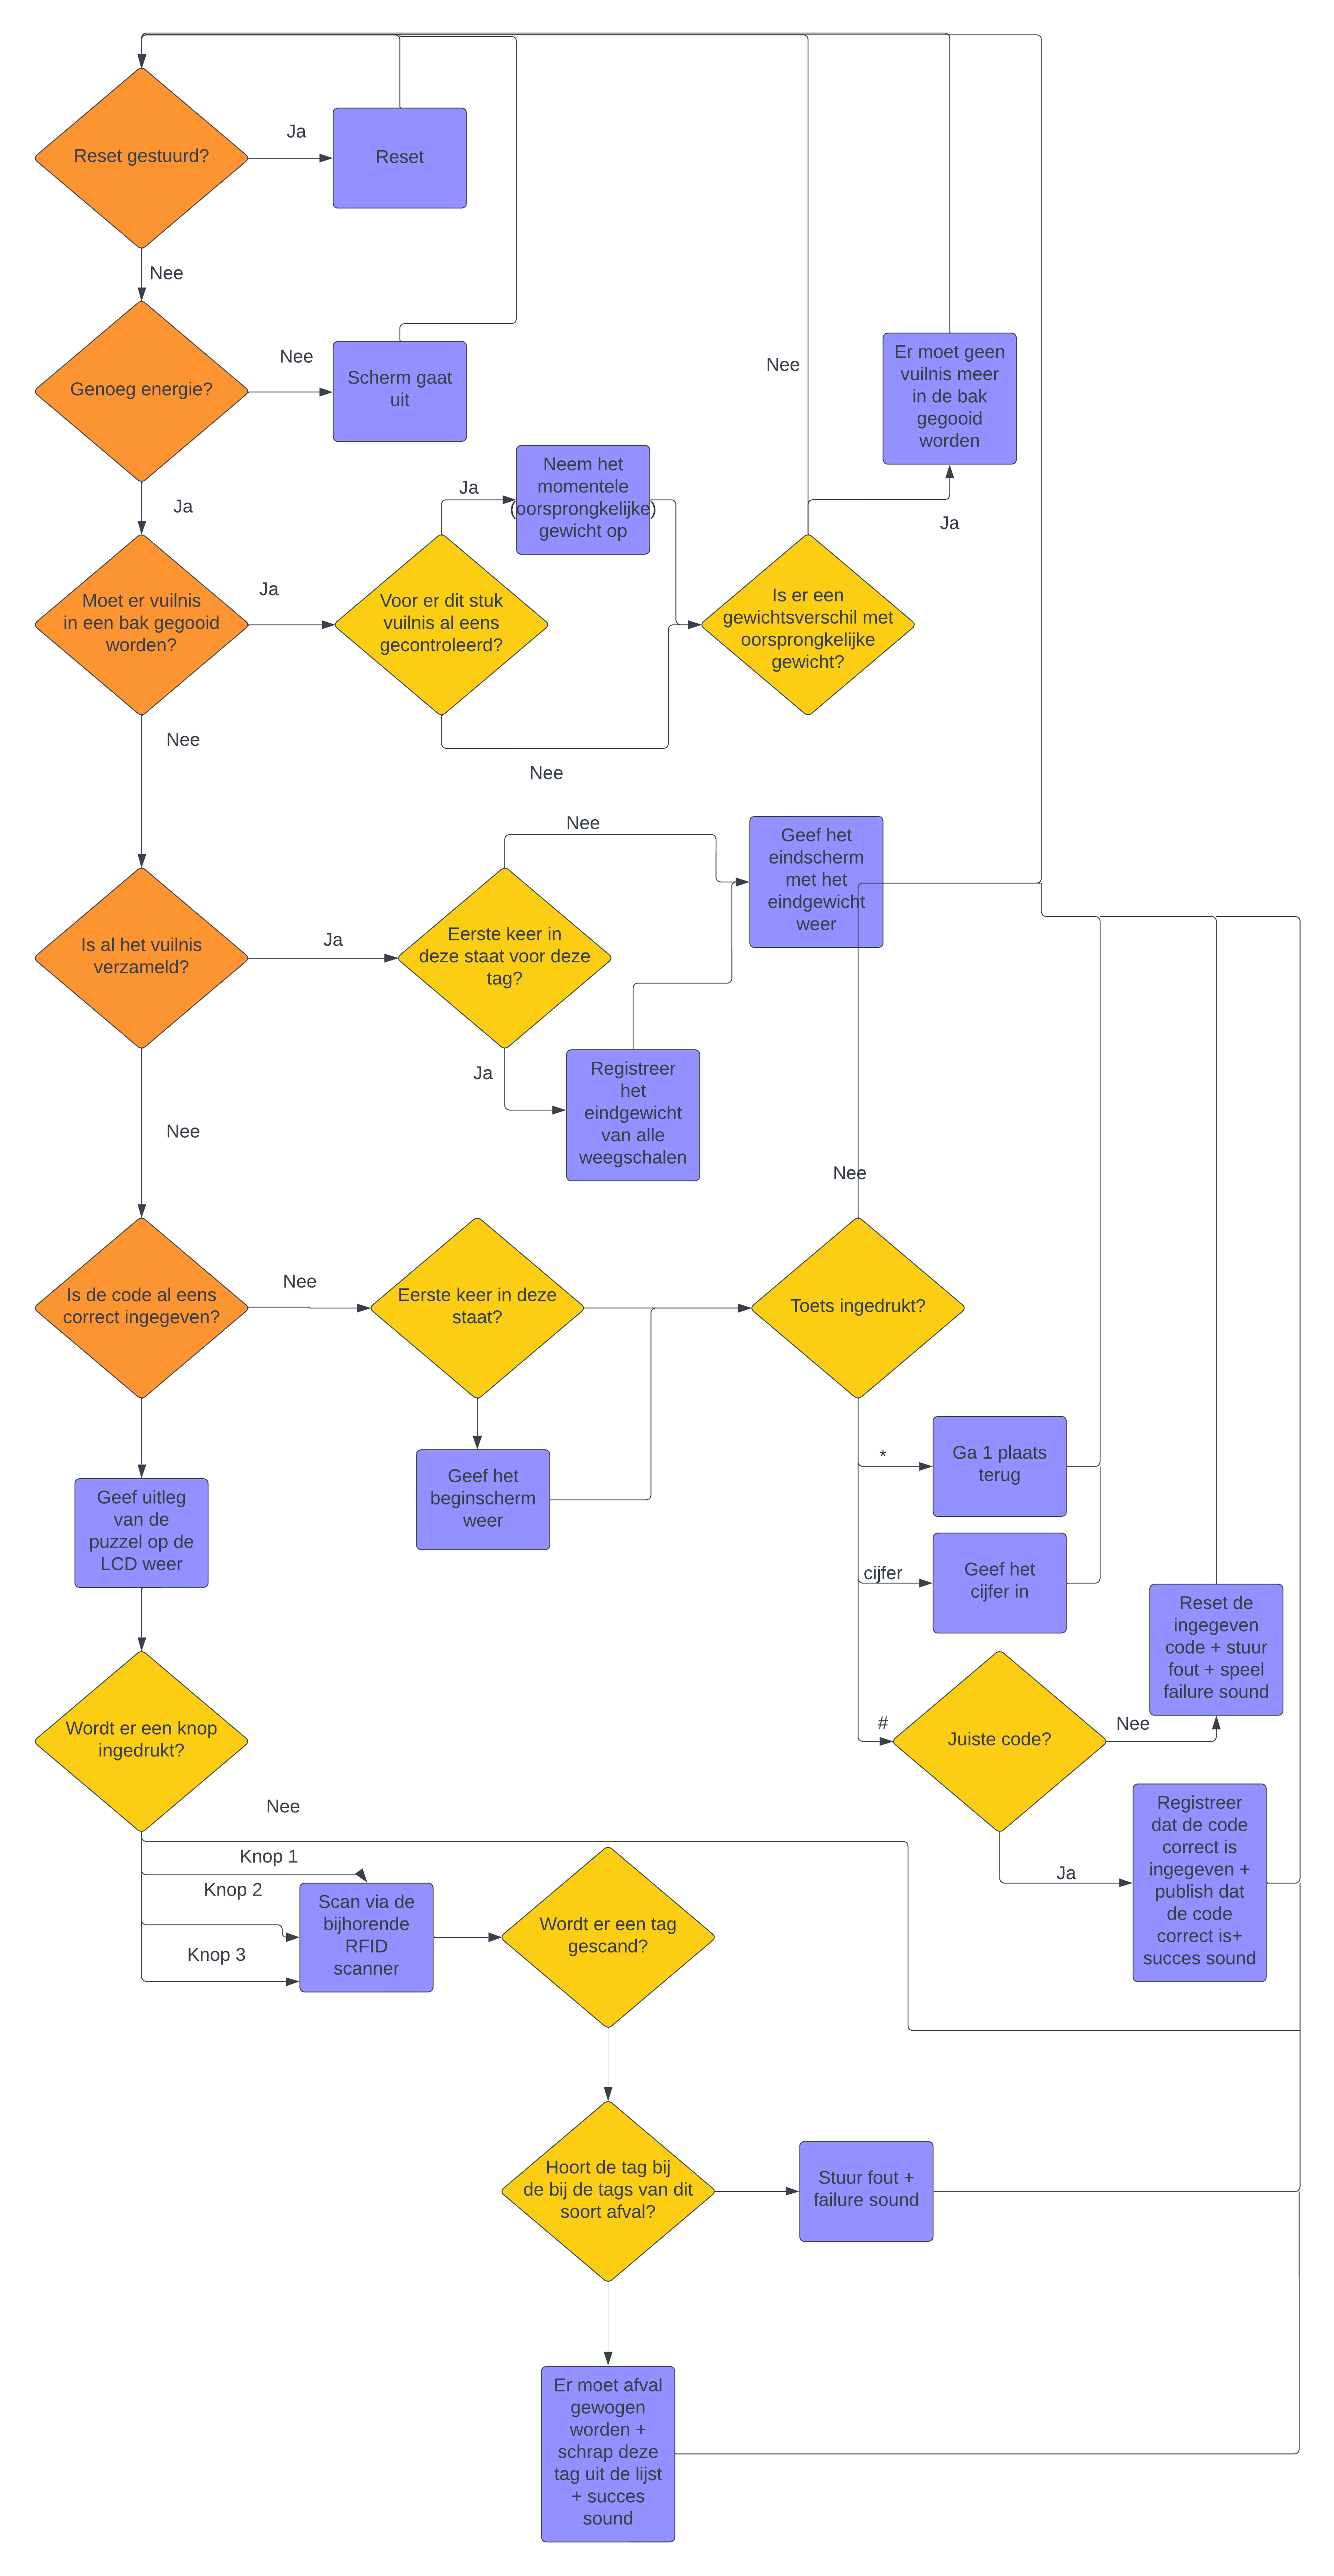 Reset gestuurd?
Ja
Reset
Nee
Genoeg energie?
Nee
Scherm gaat
uit
Ja
Moet er vuilnis
in een bak gegooid
worden?
Ja
Voor er dit stuk
vuilnis al eens
gecontroleerd?
Ja
Neem het
momentele
(oorsprongkelijke)
gewicht op
Nee
Is er een
gewichtsverschil met
oorsprongkelijke
gewicht?
Nee
Ja
Er moet geen
vuilnis meer
in de bak
gegooid
worden
Nee
Is al het vuilnis
verzameld?
Ja
Eerste keer in
deze staat voor deze
tag?
Nee
Geef het
eindscherm
met het
eindgewicht
weer
Ja
Registreer
het
eindgewicht
van alle
weegschalen
Nee
Is de code al eens
correct ingegeven?
Nee
Eerste keer in deze
staat?
Geef het
beginscherm
weer
Toets ingedrukt?
Nee
*
Ga 1 plaats
terug
cijfer
Geef het
cijfer in
#
Juiste code?
Nee
Reset de
ingegeven
code + stuur
fout + speel
failure sound
Ja
Registreer
dat de code
correct is
ingegeven +
publish dat
de code
correct is+
succes sound
Geef uitleg
van de
puzzel op de
LCD weer
Wordt er een knop
ingedrukt?
Nee
Knop 1
Knop 2
Knop 3
Scan via de
bijhorende
RFID
scanner
Wordt er een tag
gescand?
Hoort de tag bij
de bij de tags van dit
soort afval?
Stuur fout +
failure sound
Er moet afval
gewogen
worden +
schrap deze
tag uit de lijst
+ succes
sound